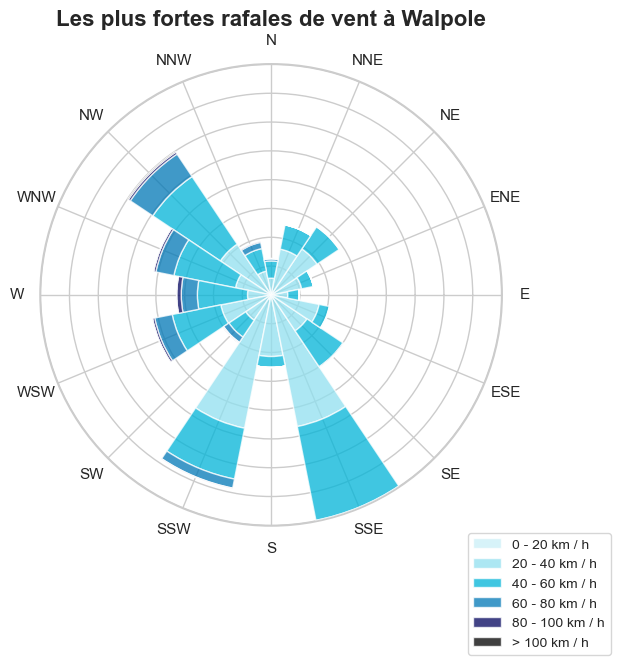 Les plus fortes rafales de vent à Walpole
N
NNW
NNE
NW
NE
WNW
ENE
W
E
WSW
ESE
SW
SE
SSW
SSE
S
0 - 20 km / h
20 - 40 km / h
40 - 60 km / h
60 - 80 km / h
80 - 100 km / h
> 100 km / h